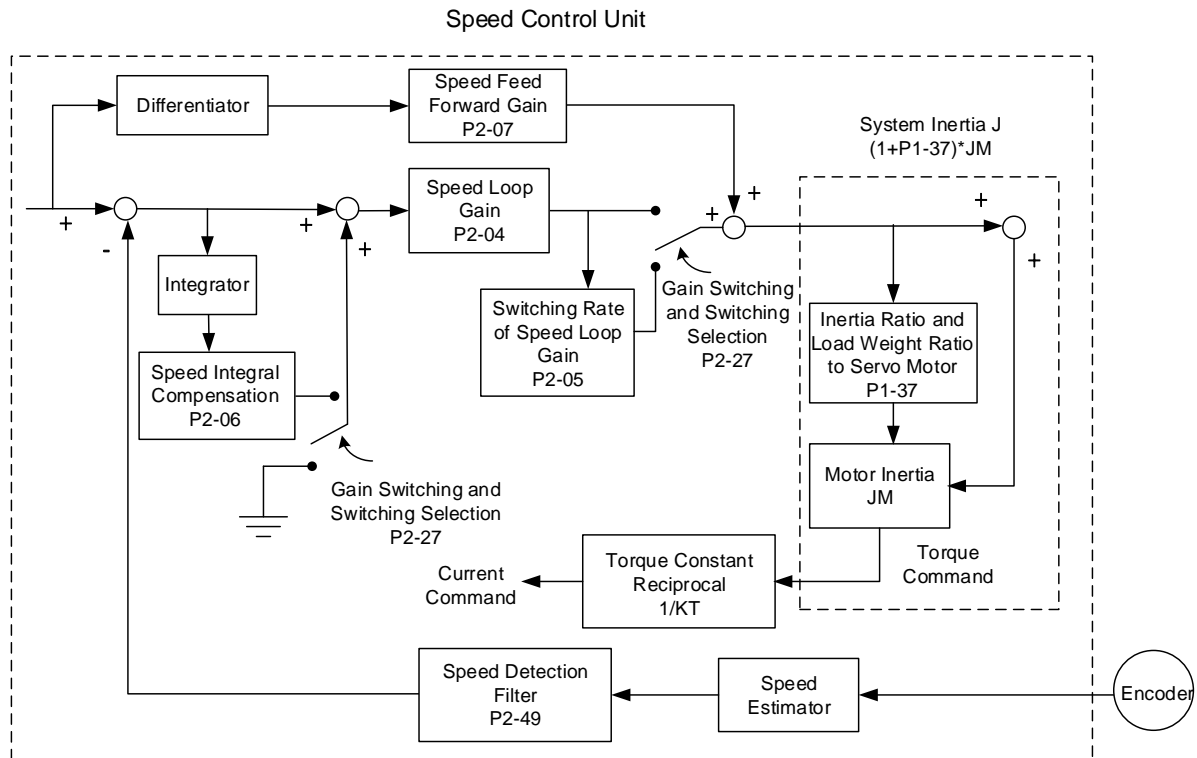 Speed Control Unit
Differentiator
Speed Feed
Forward Gain
P2-07
System Inertia J
(1+P1-37)*JM
+
-
+
+
Speed Loop
Gain
P2-04
+
+
+
+
Integrator
Speed Integral
Compensation
P2-06
Switching Rate
of Speed Loop
Gain
P2-05
Gain Switching
and Switching
Selection
P2-27
Inertia Ratio and
Load Weight Ratio
to Servo Motor
P1-37
Motor Inertia
JM
Gain Switching and
Switching Selection
P2-27
Current
Command
Torque Constant
Reciprocal
1/KT
Torque
Command
Speed Detection
Filter
P2-49
Speed
Estimator
Encoder